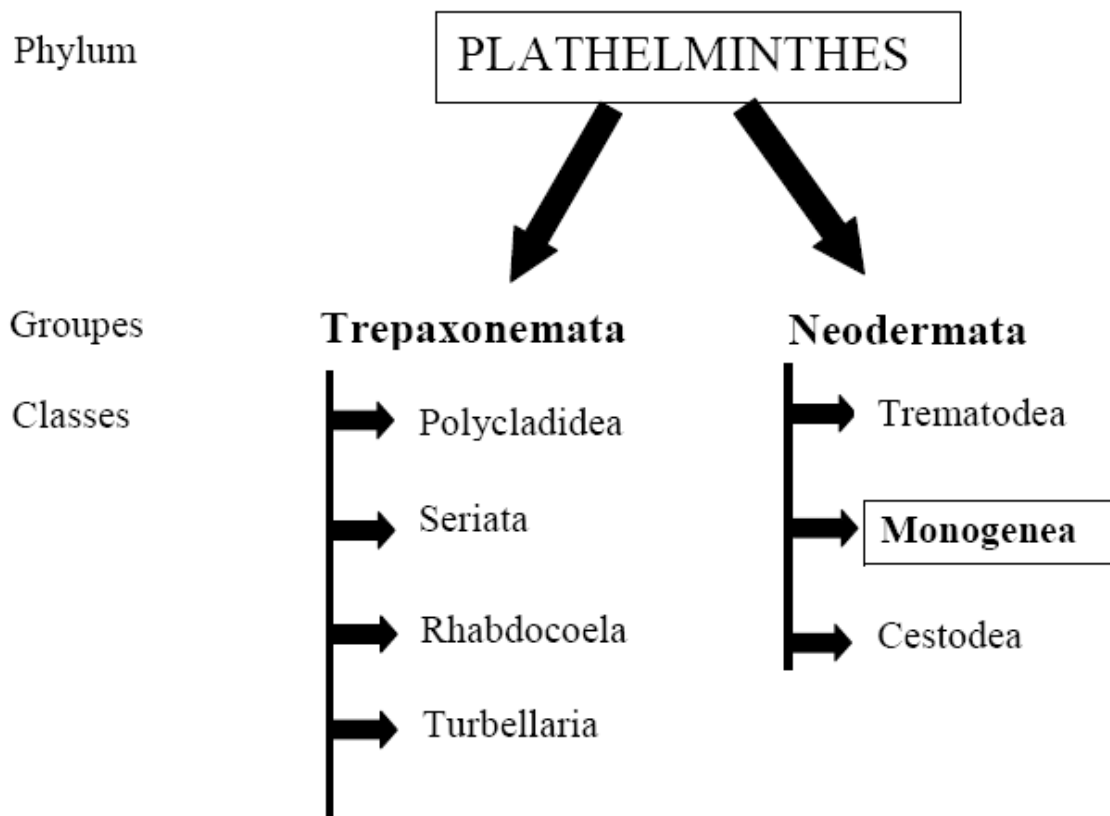 Phylum PLATHELMINTHES
Groupes Trepaxonemata Neodermata
Classes Polycladidea Trematodea
Seriata Monogenea
Rhabdocoela Cestodea
Turbellaria